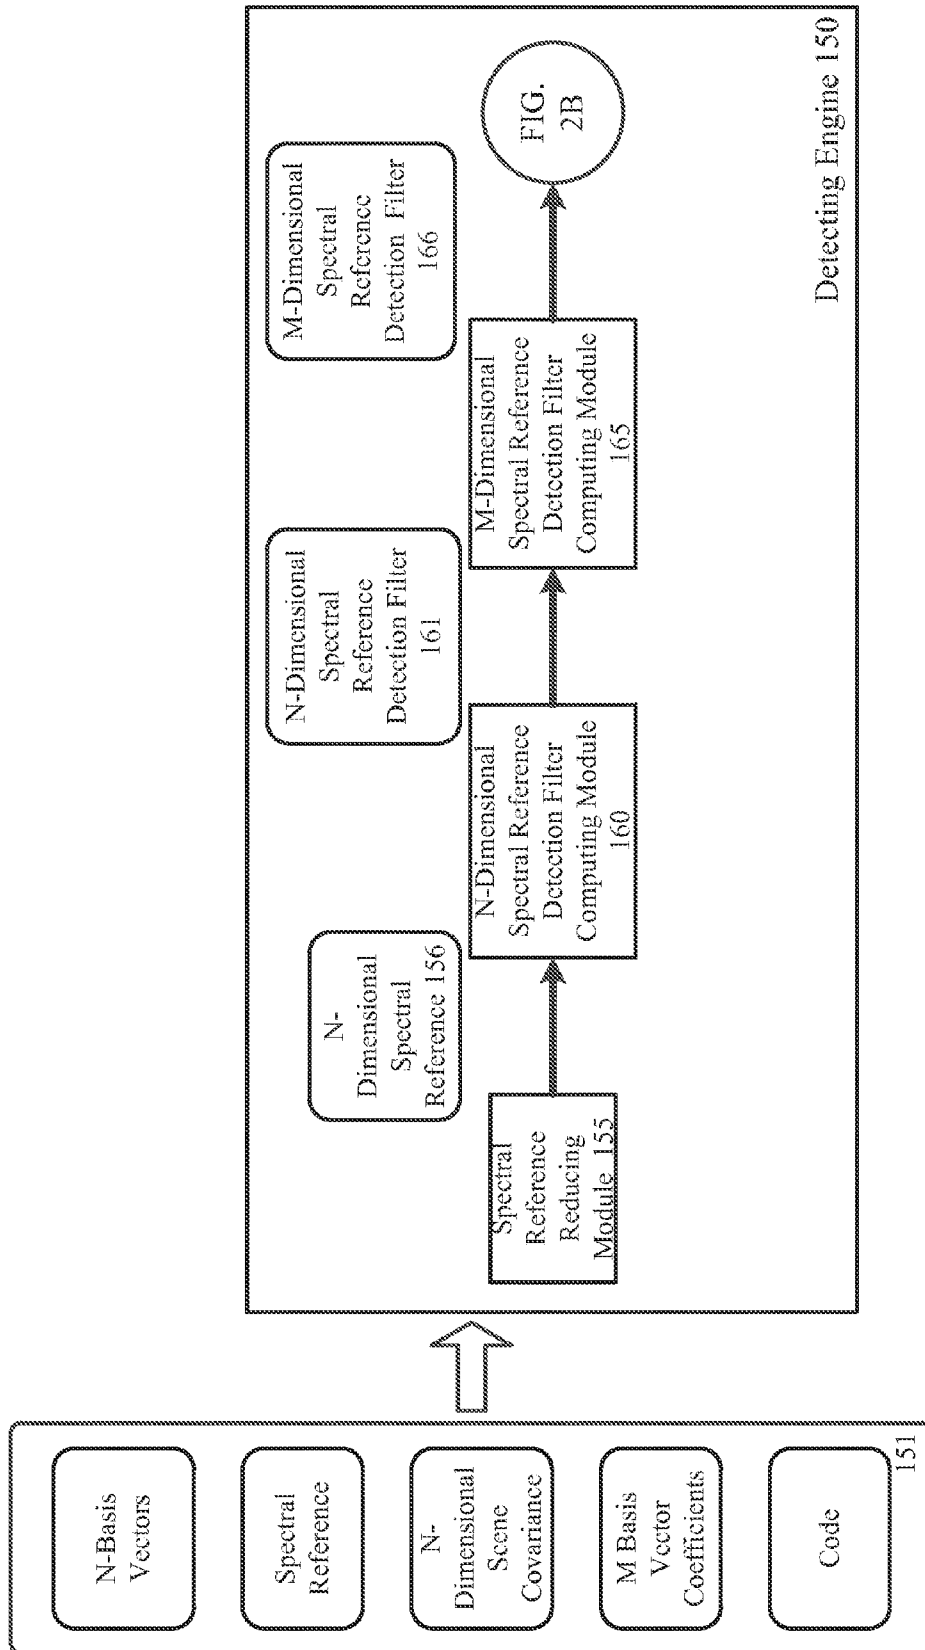 N-Basis
Vectors
Spectral
Reference
N-
Dimensional
Scene
Covariance
M Basis
Vector
Coefficients
Code
151
N-
Dimensional
Spectral
Reference 156
N-Dimensional
Spectral
Reference
Detection Filter
161
M-Dimensional
Spectral
Reference
Detection Filter
166
Spectral
Reference
Reducing
Module 155
N-Dimensional
Spectral Reference
Detection Filter
Computing Module
160
M-Dimensional
Spectral Reference
Detection Filter
Computing Module
165
FIG.
2B
Detecting Engine 150